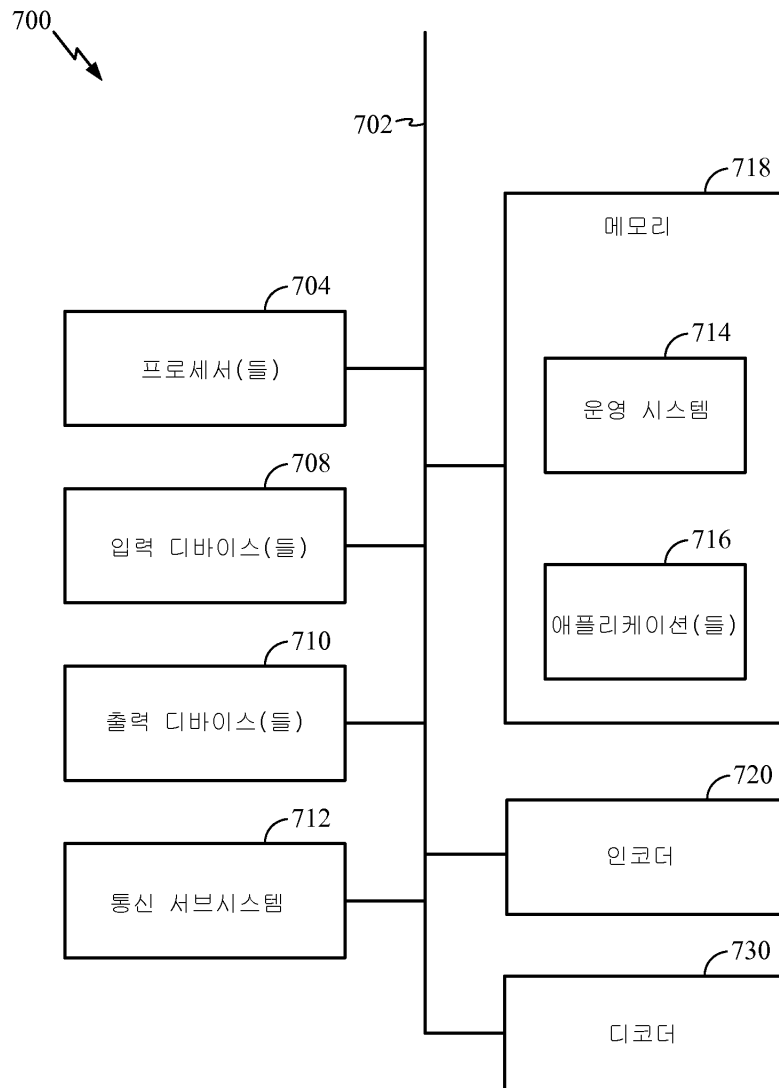 700
702
718
메모리
704
프로세서(들)
714
운영 시스템
708
입력 디바이스(들)
716
애플리케이션(들)
710
출력 디바이스(들)
720
인코더
712
통신 서브시스템
730
디코더